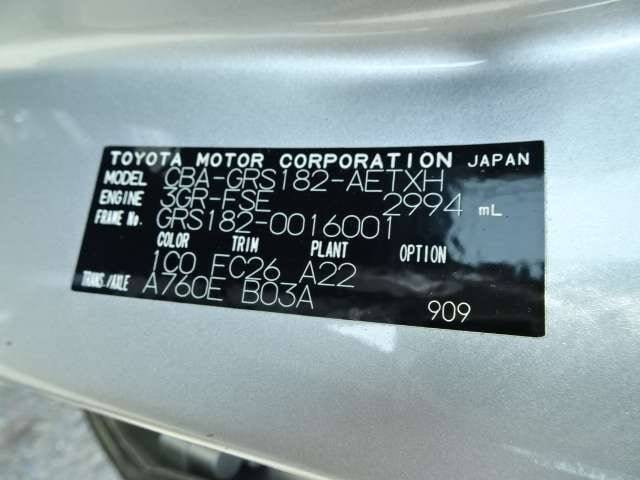 TOYOTA MOTOR CORPORATION JAPAN
MODEL CBA-GRS182-AETXH
ENGINE 3GR-FSE 2994 mL
FRAME No. GRS182-0016001
COLOR TRIM PLANT OPTION
1C0 FC26 A22
TRANS./AXLE A760E B03A
909